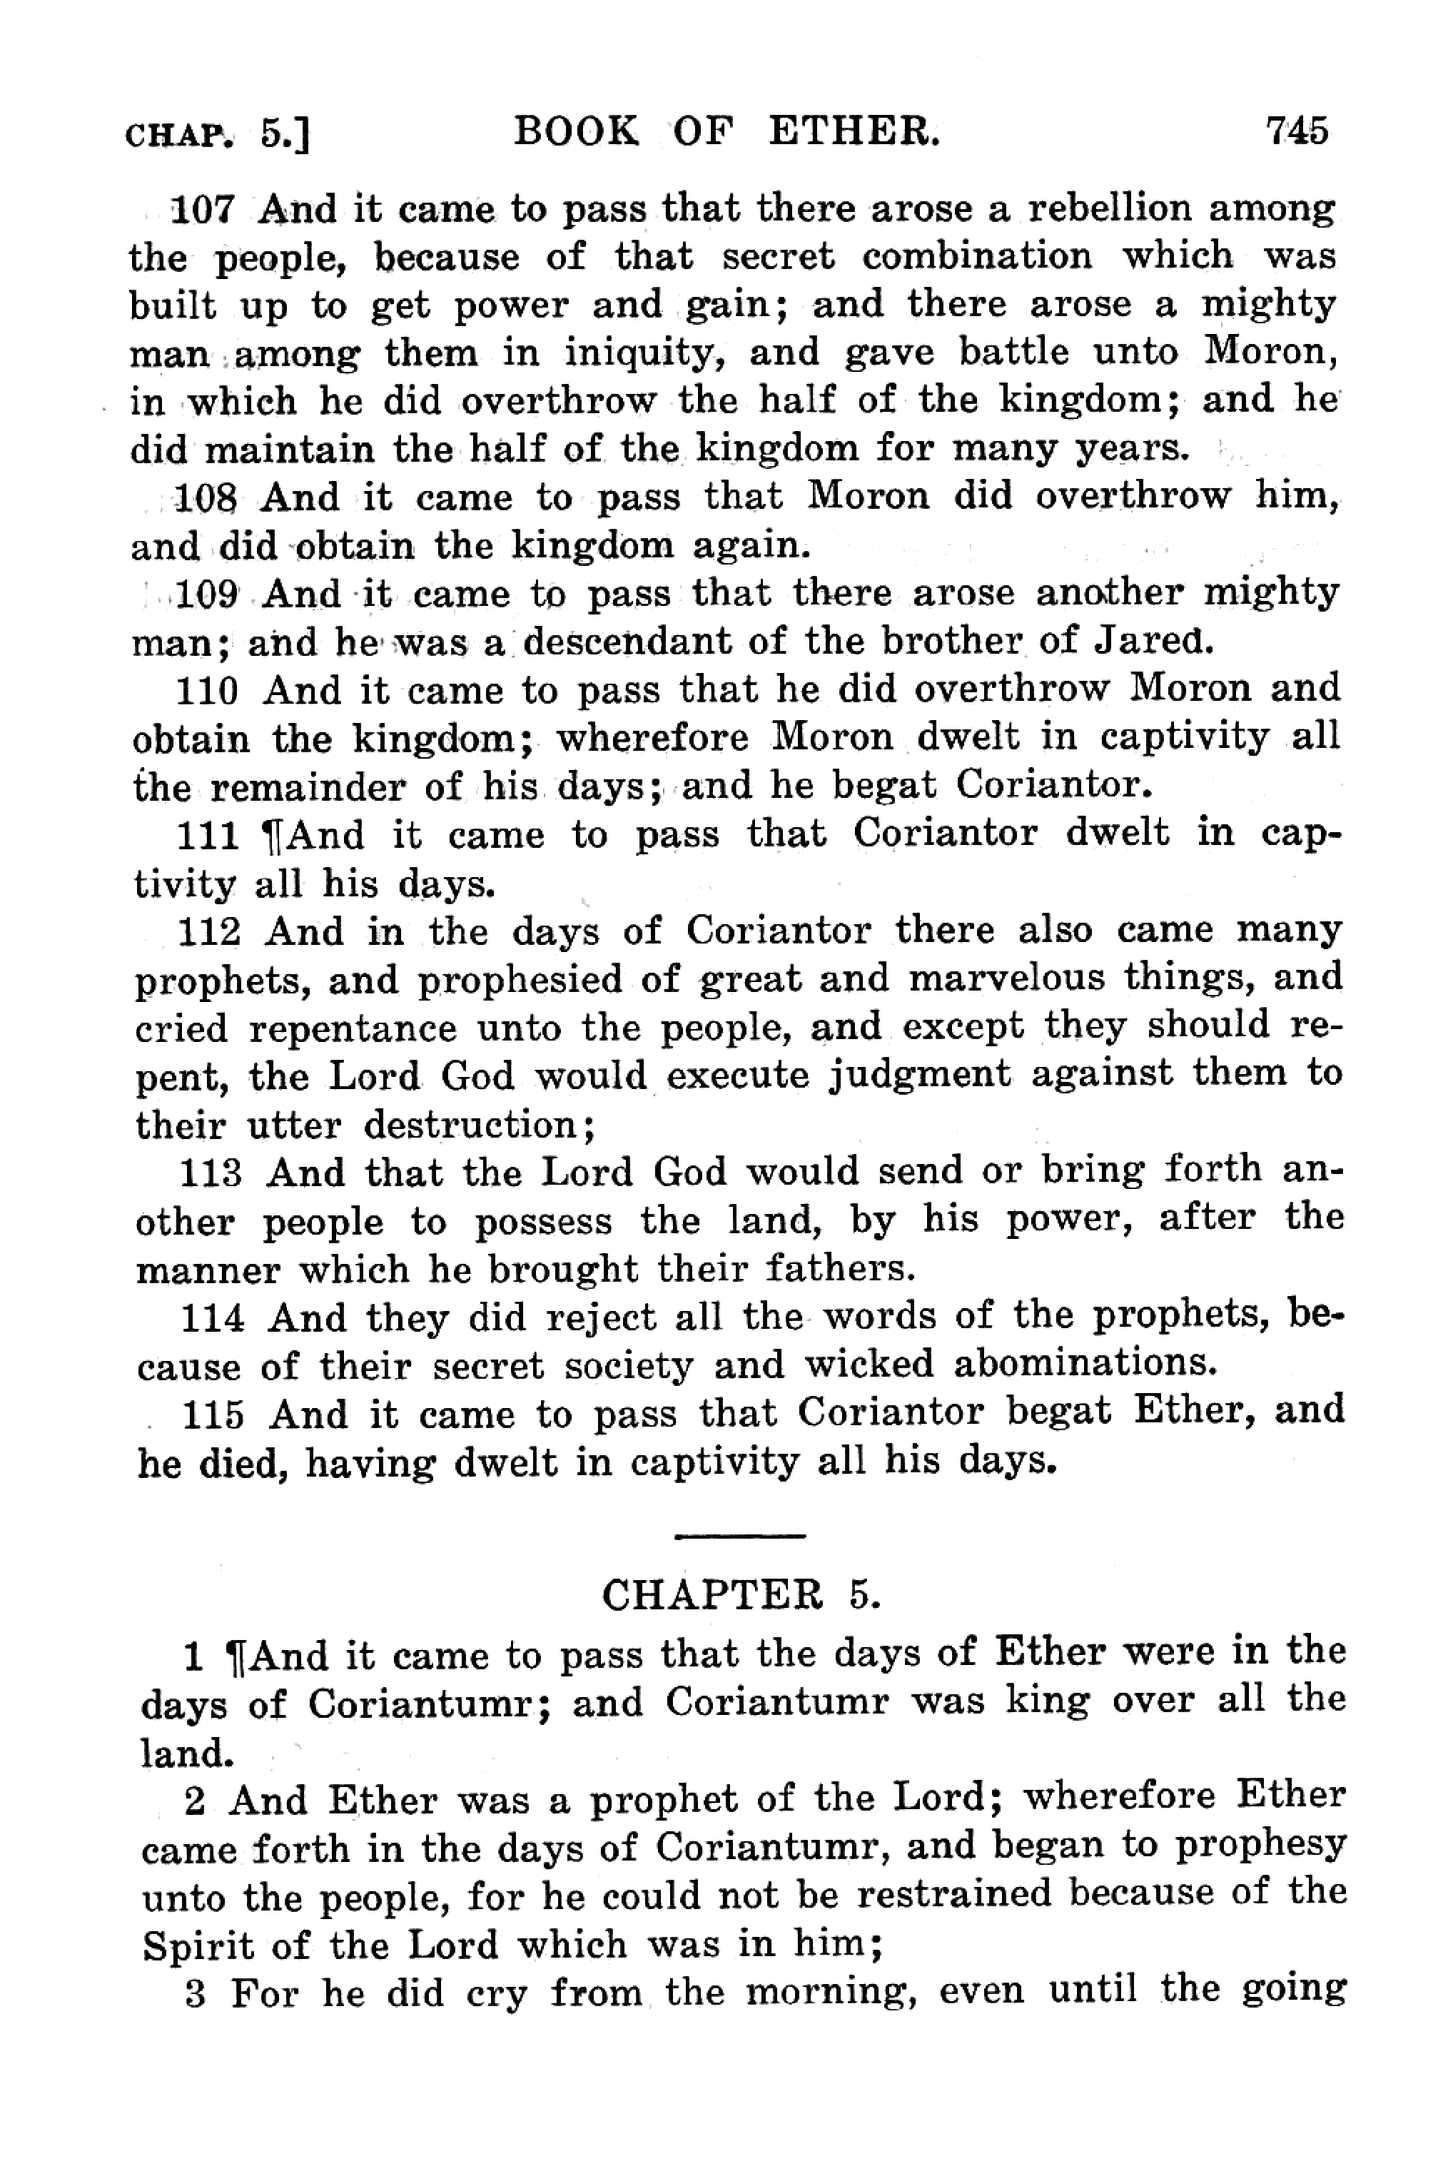 CHAP. 5.] BOOK OF ETHER. 745
107 And it came to pass that there arose a rebellion among
the people, because of that secret combination which was
built up to get power and gain; and there arose a mighty
man among them in iniquity, and gave battle unto Moron,
in which he did overthrow the half of the kingdom; and he
did maintain the half of the kingdom for many years.
108 And it came to pass that Moron did overthrow him,
and did obtain the kingdom again.
109 And it came to pass that there arose another mighty
man; and he was a descendant of the brother of Jared.
110 And it came to pass that he did overthrow Moron and
obtain the kingdom; wherefore Moron dwelt in captivity all
the remainder of his days; and he begat Coriantor.
111 ¶And it came to pass that Coriantor dwelt in cap-
tivity all his days.
112 And in the days of Coriantor there also came many
prophets, and prophesied of great and marvelous things, and
cried repentance unto the people, and except they should re-
pent, the Lord God would execute judgment against them to
their utter destruction;
113 And that the Lord God would send or bring forth an-
other people to possess the land, by his power, after the
manner which he brought their fathers.
114 And they did reject all the words of the prophets, be-
cause of their secret society and wicked abominations.
115 And it came to pass that Coriantor begat Ether, and
he died, having dwelt in captivity all his days.
CHAPTER 5.
1 ¶And it came to pass that the days of Ether were in the
days of Coriantumr; and Coriantumr was king over all the
land.
2 And Ether was a prophet of the Lord; wherefore Ether
came forth in the days of Coriantumr, and began to prophesy
unto the people, for he could not be restrained because of the
Spirit of the Lord which was in him;
3 For he did cry from the morning, even until the going